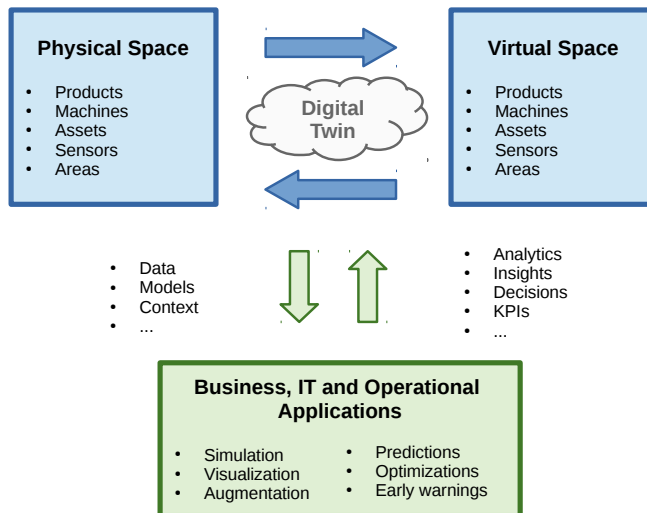 Physical Space
• Products
• Machines
• Assets
• Sensors
• Areas
Digital
Twin
Virtual Space
• Products
• Machines
• Assets
• Sensors
• Areas
• Data
• Models
• Context
• ...
• Analytics
• Insights
• Decisions
• KPIs
• ...
Business, IT and Operational
Applications
• Simulation
• Visualization
• Augmentation
• Predictions
• Optimizations
• Early warnings